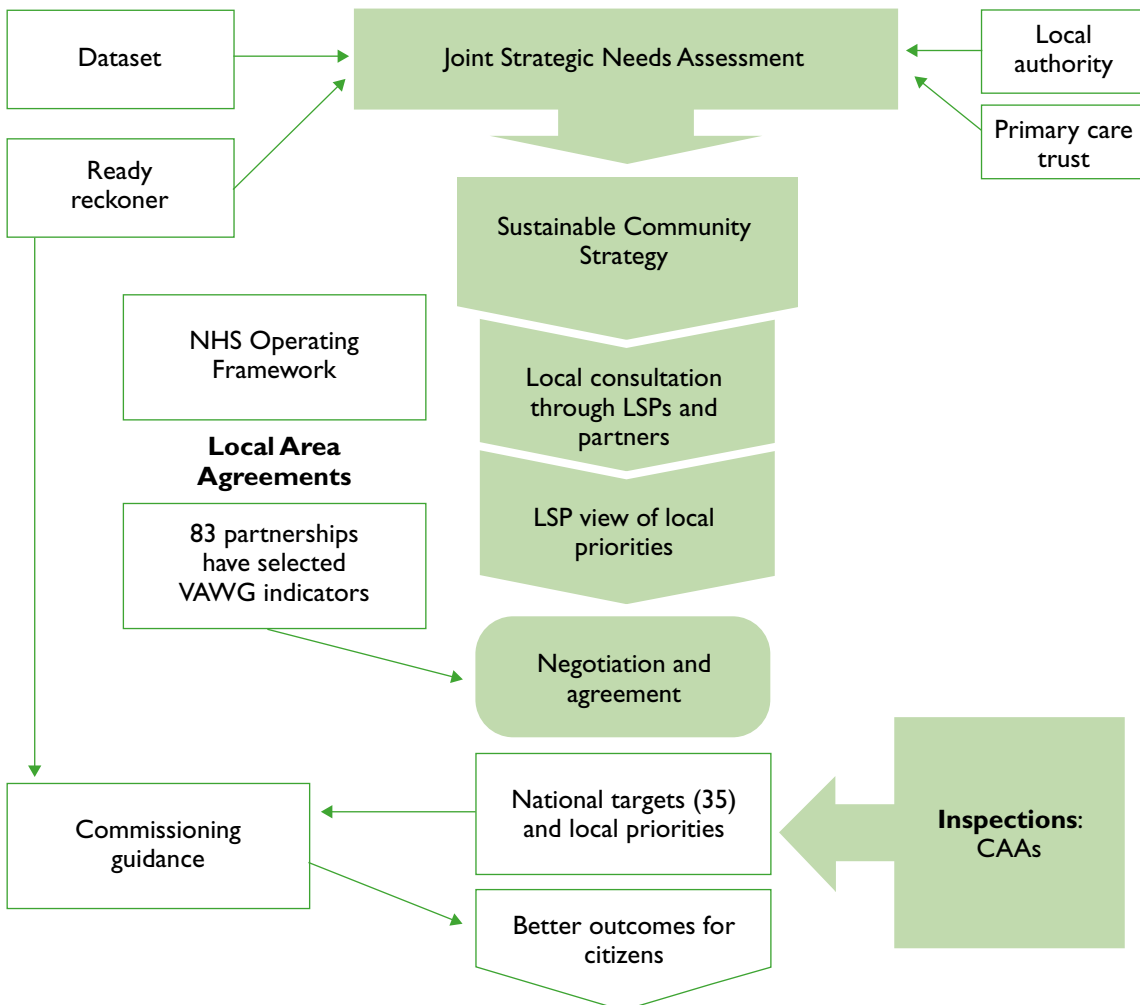 Dataset
Joint Strategic Needs Assessment
Local
authority
Primary care
trust
Ready
reckoner
Sustainable Community
Strategy
NHS Operating
Framework
Local consultation
through LSPs and
partners
Local Area
Agreements
83 partnerships
have selected
VAWG indicators
LSP view of local
priorities
Negotiation and
agreement
National targets (35)
and local priorities
Inspections:
CAAs
Commissioning
guidance
Better outcomes for
citizens